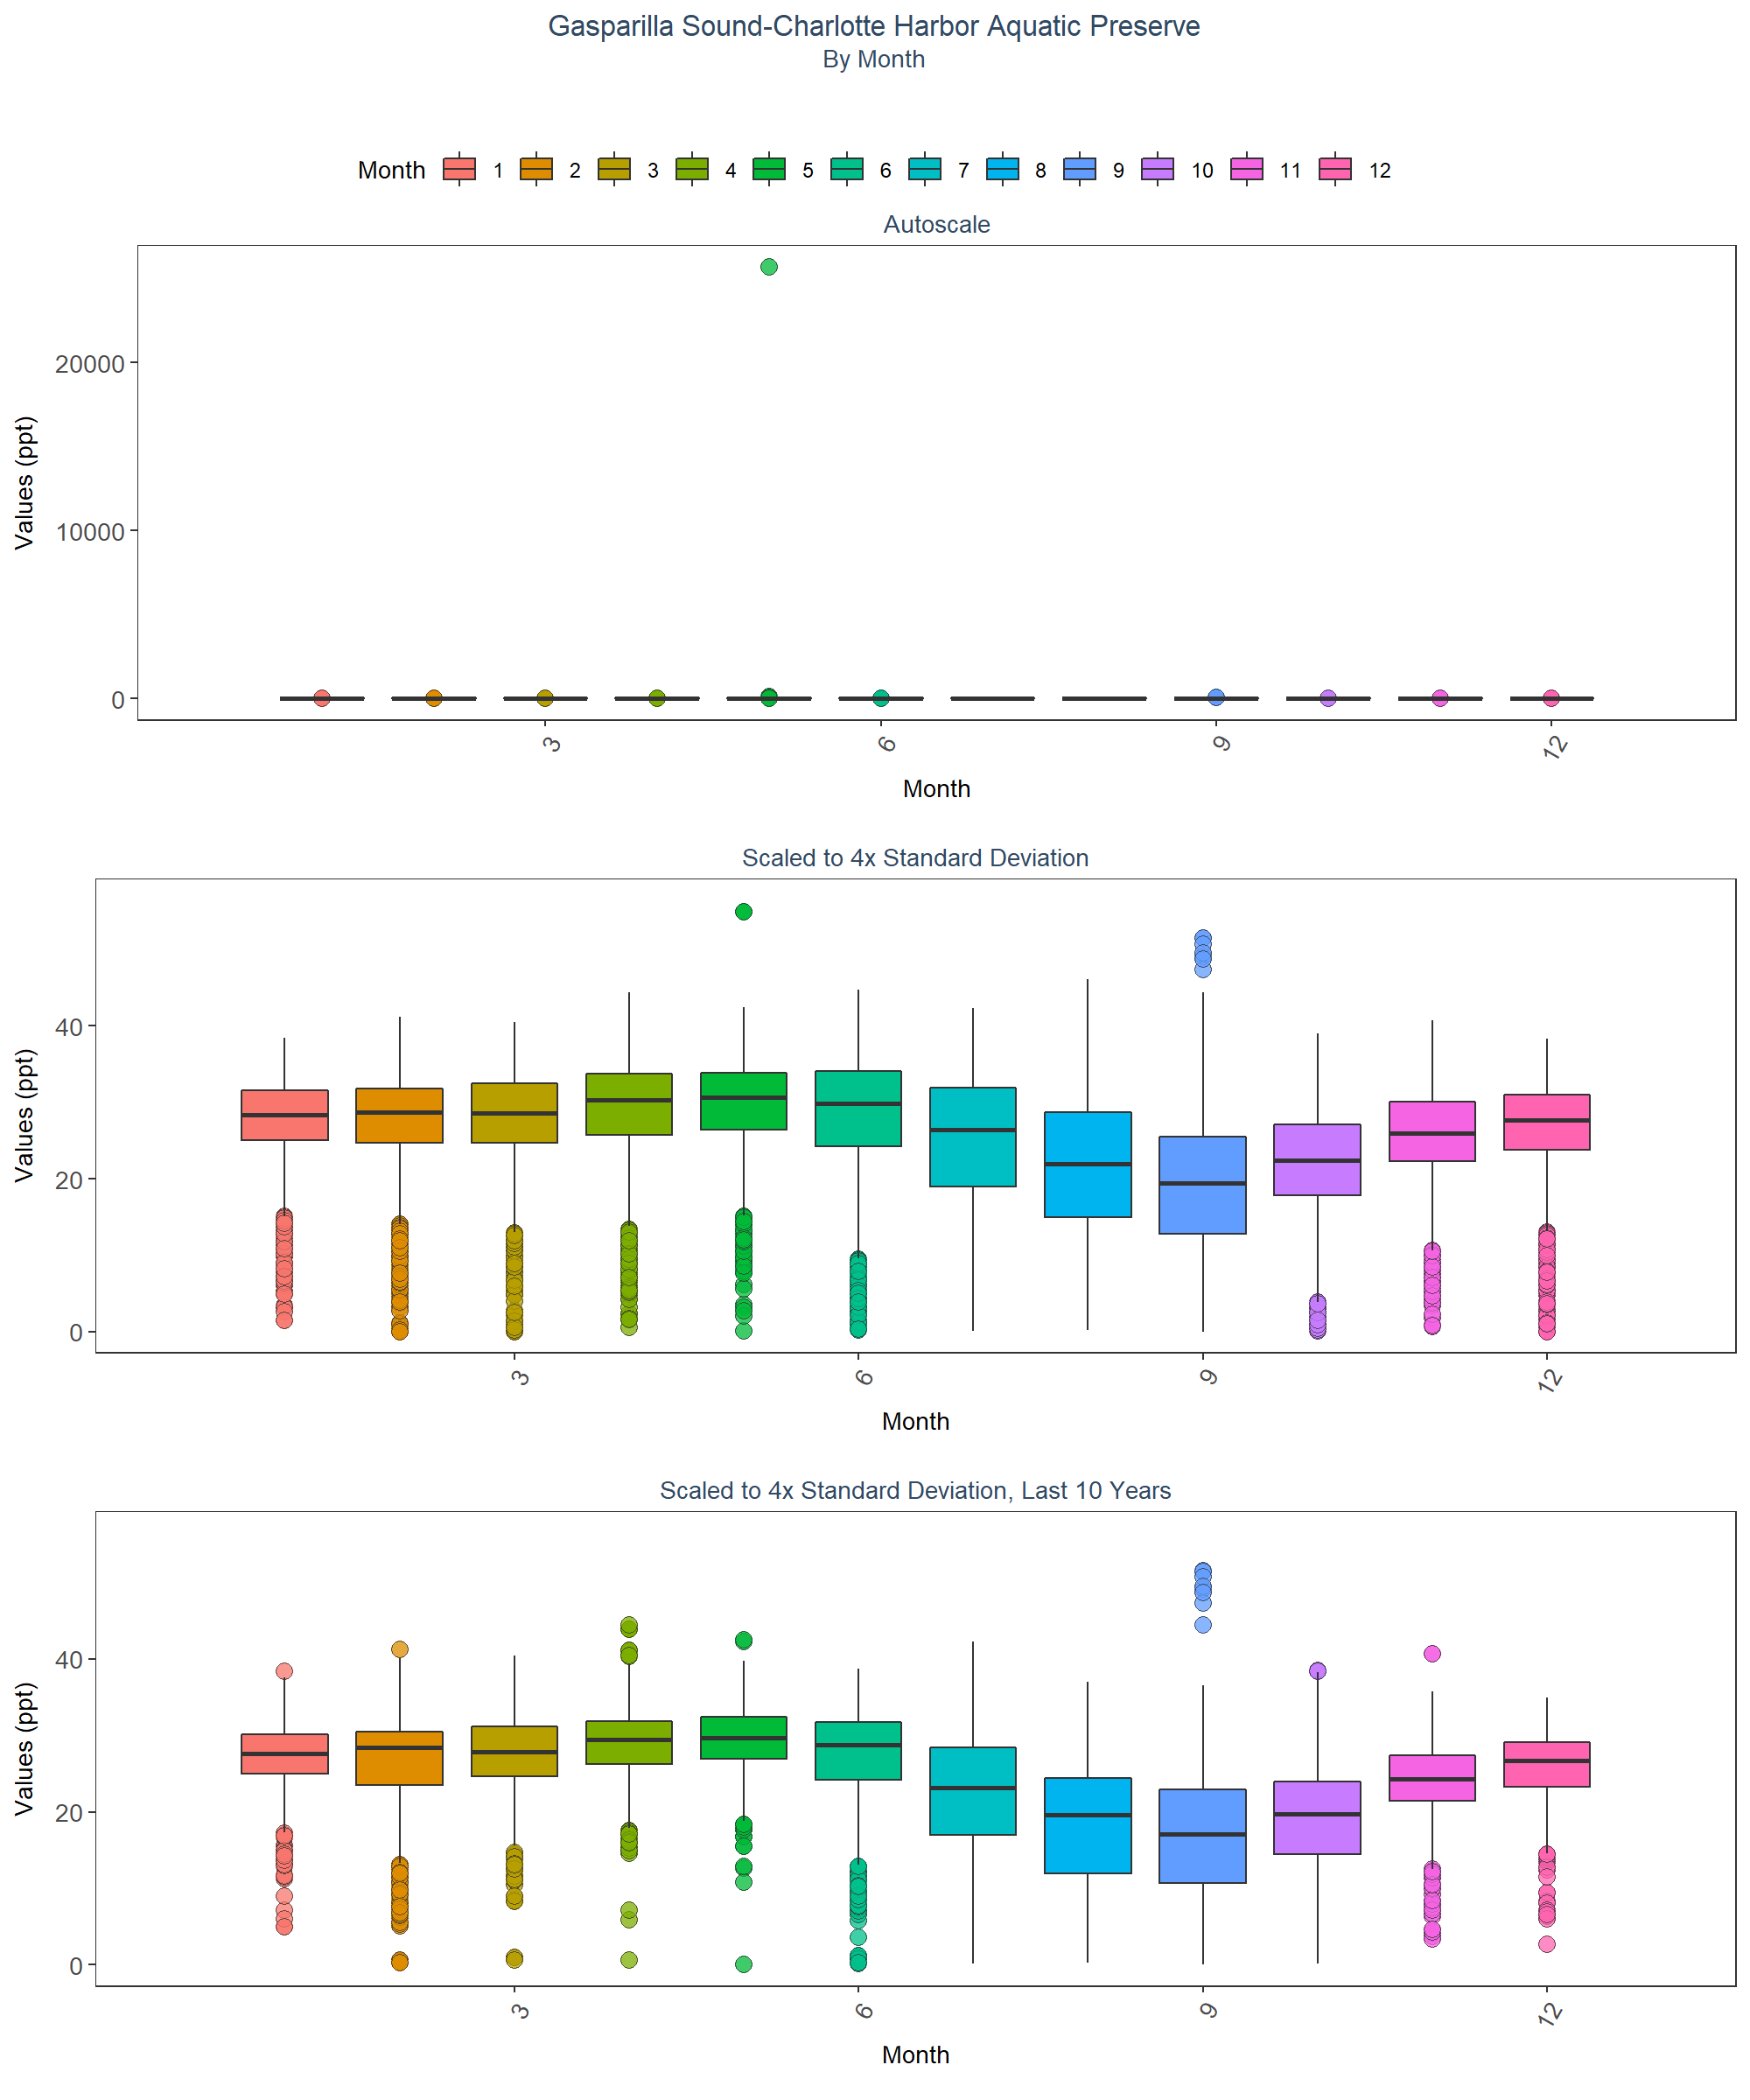 Gasparilla Sound-Charlotte Harbor Aquatic Preserve
By Month
Month 1 2 3 4 5 6 7 8 9 10 11 12
Autoscale
Values (ppt)
20000
10000
0
3 6 9 12
Month
Scaled to 4x Standard Deviation
Values (ppt)
40
20
0
3 6 9 12
Month
Scaled to 4x Standard Deviation, Last 10 Years
Values (ppt)
40
20
0
3 6 9 12
Month